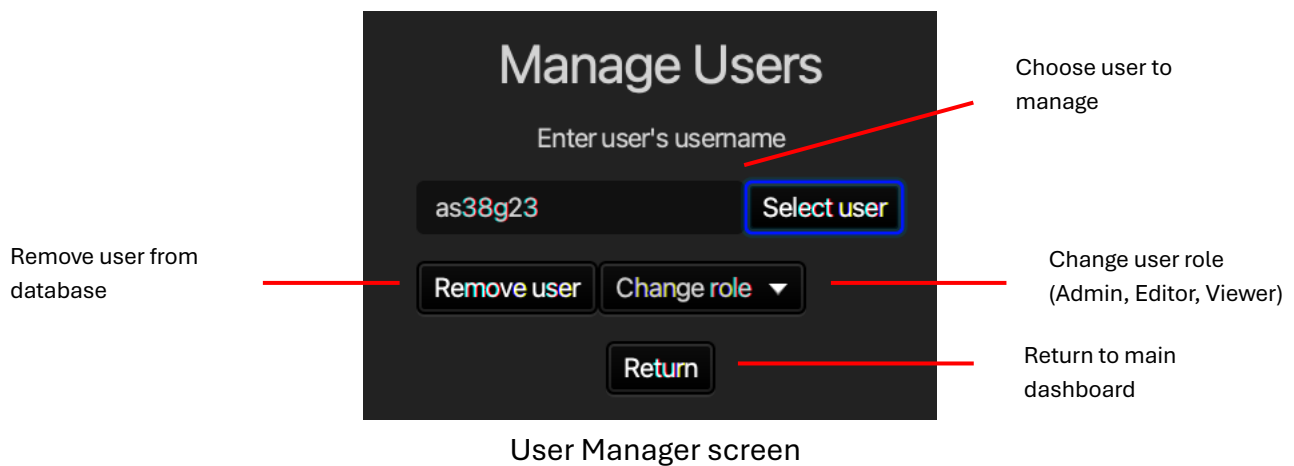 Manage Users
Choose user to
manage
Enter user's username
as38g23
Select user
Remove user from
database
Remove user
Change role
Change user role
(Admin, Editor, Viewer)
Return
Return to main
dashboard
User Manager screen